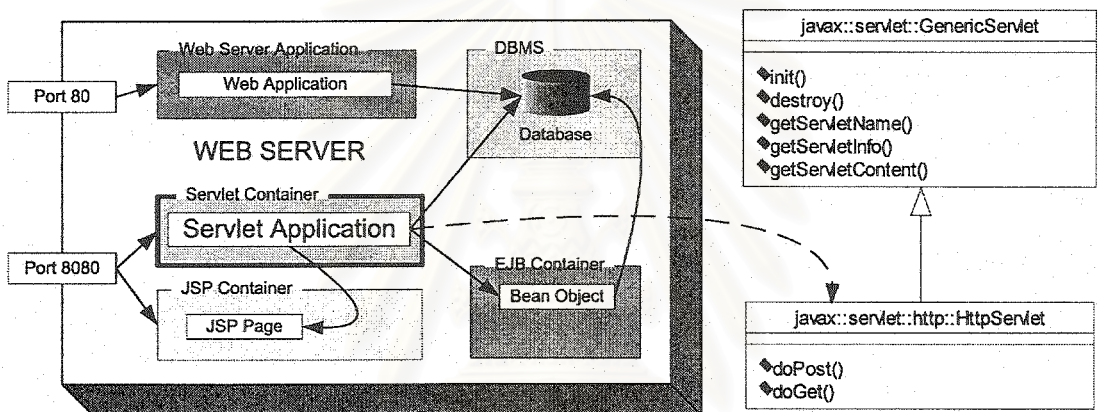 Web Server Application
Web Application
Port 80
WEB SERVER
DBMS
Database
Servlet Container
Servlet Application
Port 8080
JSP Container
JSP Page
EJB Container
Bean Object
javax::servlet::GenericServlet
init()
destroy()
getServletName()
getServletInfo()
getServletContent()
javax::servlet::http::HttpServlet
doPost()
doGet()